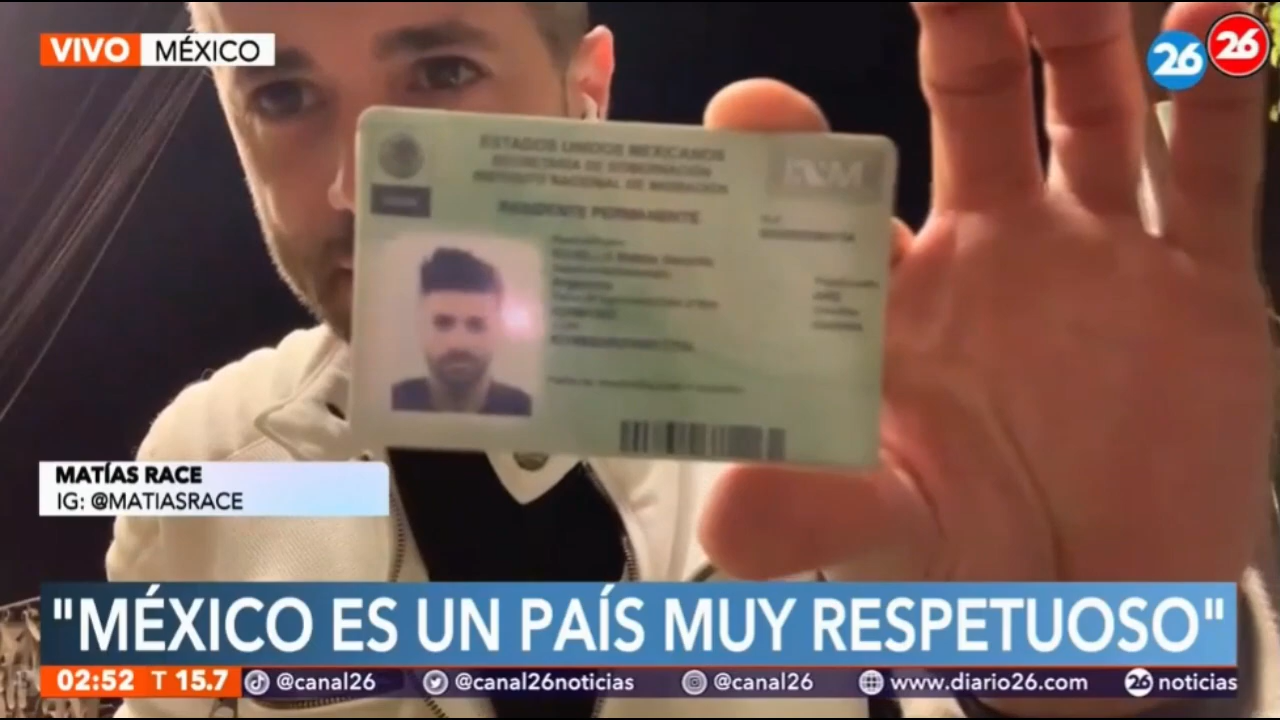 VIVO MÉXICO
26 26
ESTADOS UNIDOS MEXICANOS
SECRETARÍA DE GOBERNACIÓN
INSTITUTO NACIONAL DE MIGRACIÓN
INM
RESIDENTE PERMANENTE
MATÍAS RACE
IG: @MATIASRACE
"MÉXICO ES UN PAÍS MUY RESPETUOSO"
02:52 T 15.7 @canal26 @canal26noticias @canal26 www.diario26.com 26 noticias